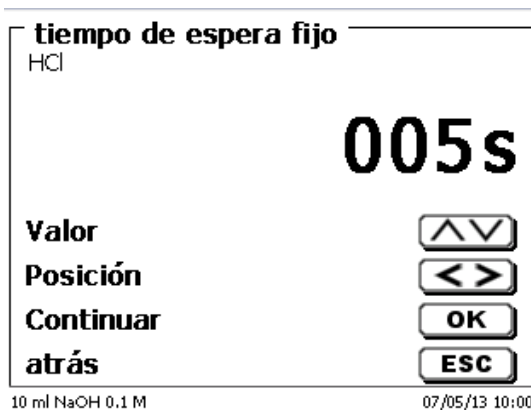 tiempo de espera fijo
HCl
005s
Valor
Posición
Continuar OK
atrás ESC
10 ml NaOH 0.1 M 07/05/13 10:00